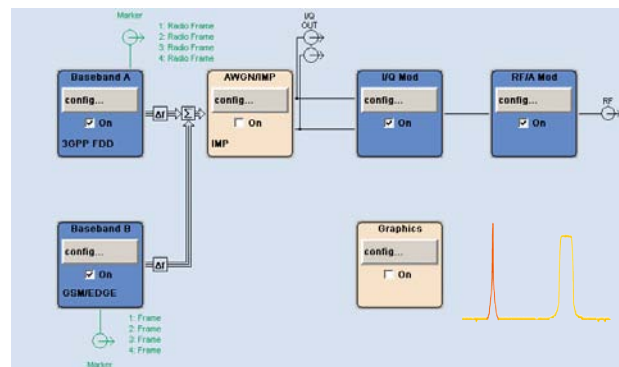 Marker
1: Radio Frame
2: Radio Frame
3: Radio Frame
4: Radio Frame
I/Q
OUT
Baseband A
config...
On
3GPP FDD
Δf
Σ
AWGN/IMP
config...
On
IMP
I/Q Mod
config...
On
RF/A Mod
config...
On
RF
Baseband B
config...
On
GSM/EDGE
Δf
Graphics
config...
On
1: Frame
2: Frame
3: Frame
4: Frame
Marker